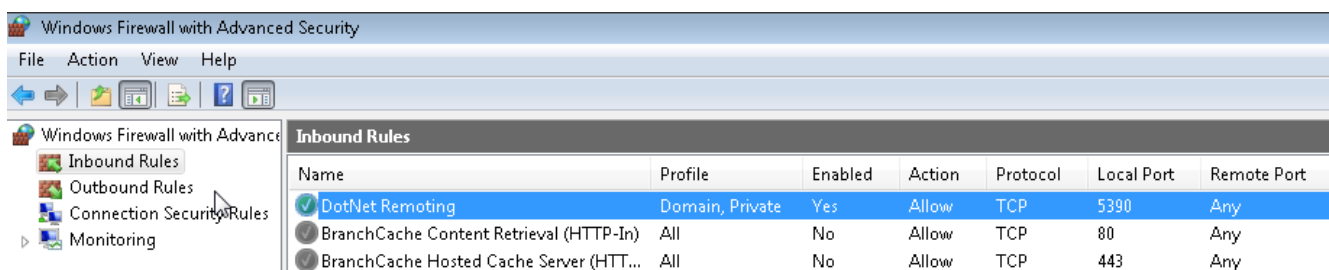 Windows Firewall with Advanced Security
File Action View Help
Windows Firewall with Advance
Inbound Rules
Outbound Rules
Connection Security Rules
Monitoring
Inbound Rules
Name Profile Enabled Action Protocol Local Port Remote Port
DotNet Remoting Domain, Private Yes Allow TCP 5390 Any
BranchCache Content Retrieval (HTTP-In) All No Allow TCP 80 Any
BranchCache Hosted Cache Server (HTT... All No Allow TCP 443 Any